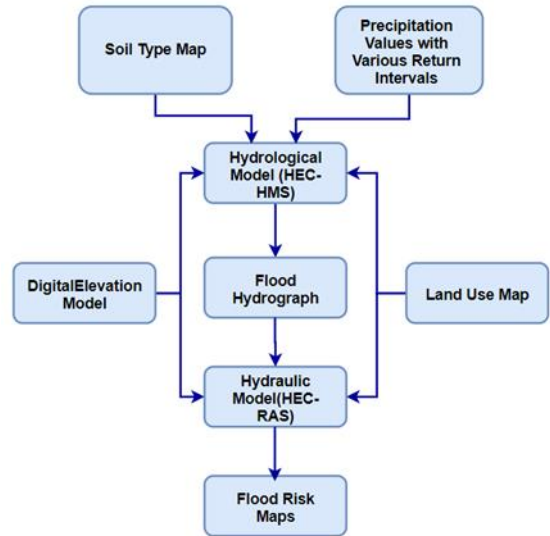 Soil Type Map
Precipitation
Values with
Various Return
Intervals
Hydrological
Model (HEC-
HMS)
DigitalElevation
Model
Flood
Hydrograph
Land Use Map
Hydraulic
Model(HEC-
RAS)
Flood Risk
Maps